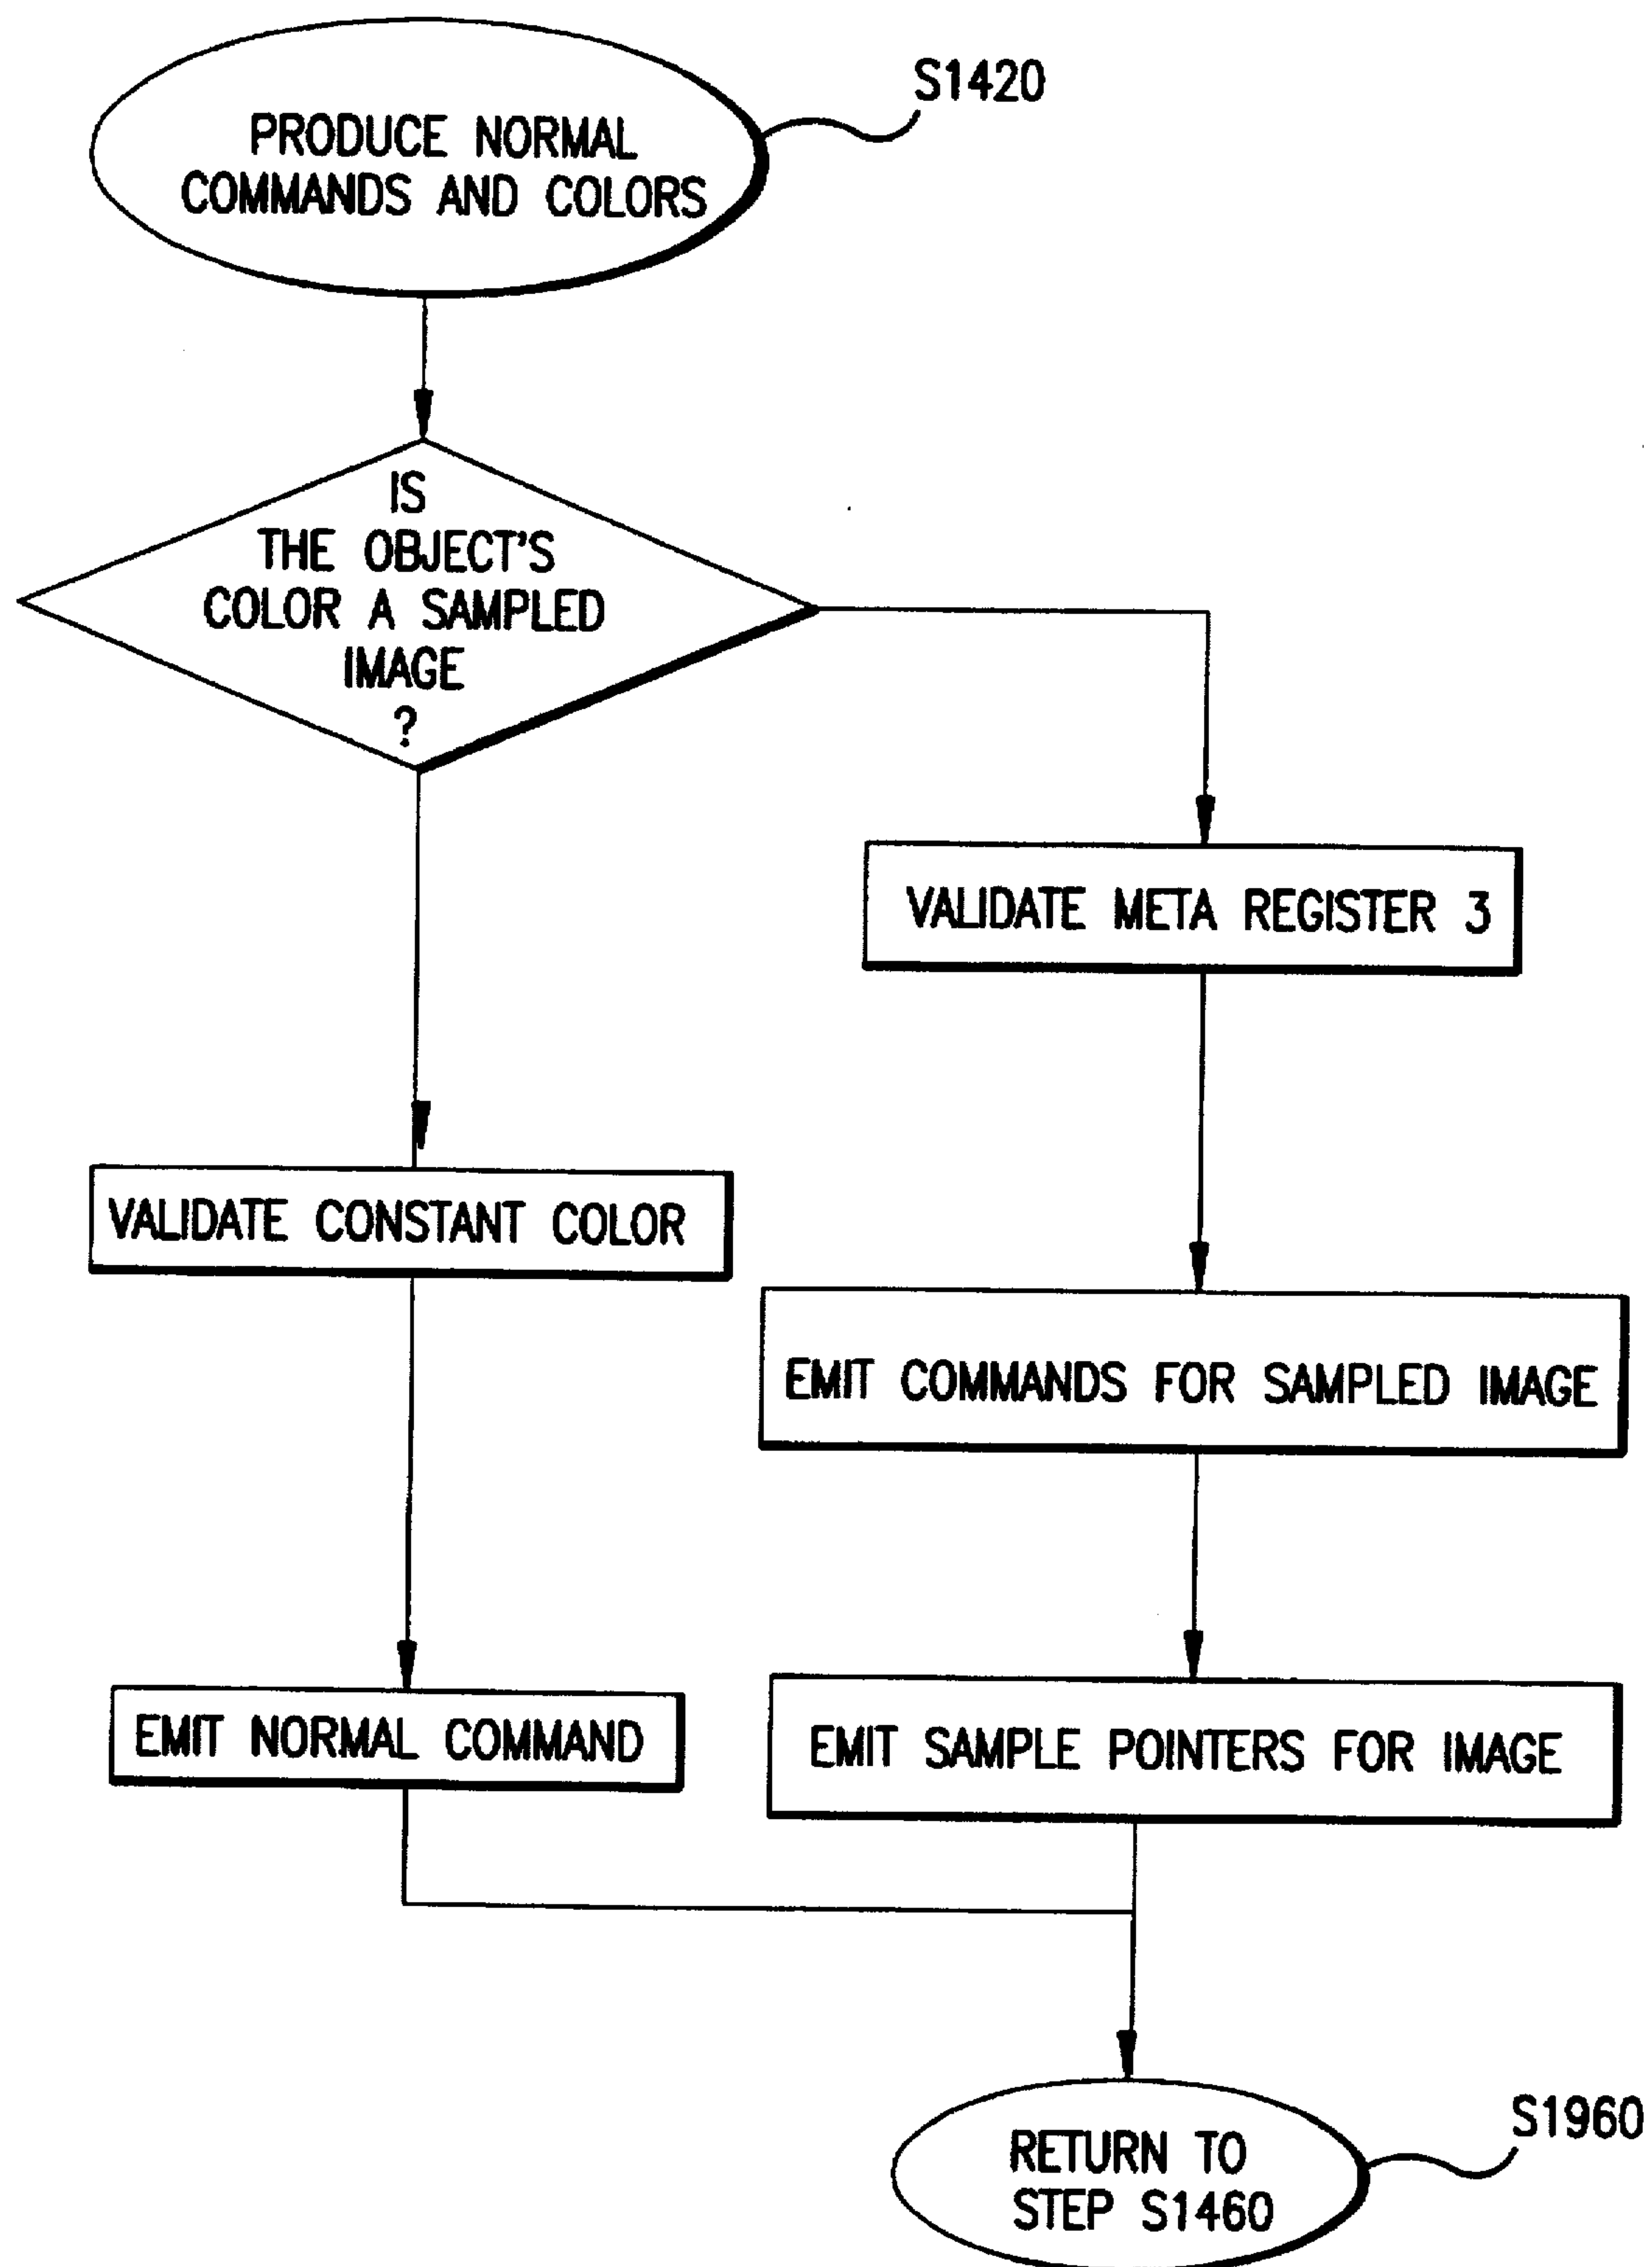 S1420
PRODUCE NORMAL
COMMANDS AND COLORS
IS
THE OBJECT'S
COLOR A SAMPLED
IMAGE
?
VALIDATE META REGISTER 3
VALIDATE CONSTANT COLOR
EMIT COMMANDS FOR SAMPLED IMAGE
EMIT NORMAL COMMAND
EMIT SAMPLE POINTERS FOR IMAGE
S1960
RETURN TO
STEP S1460